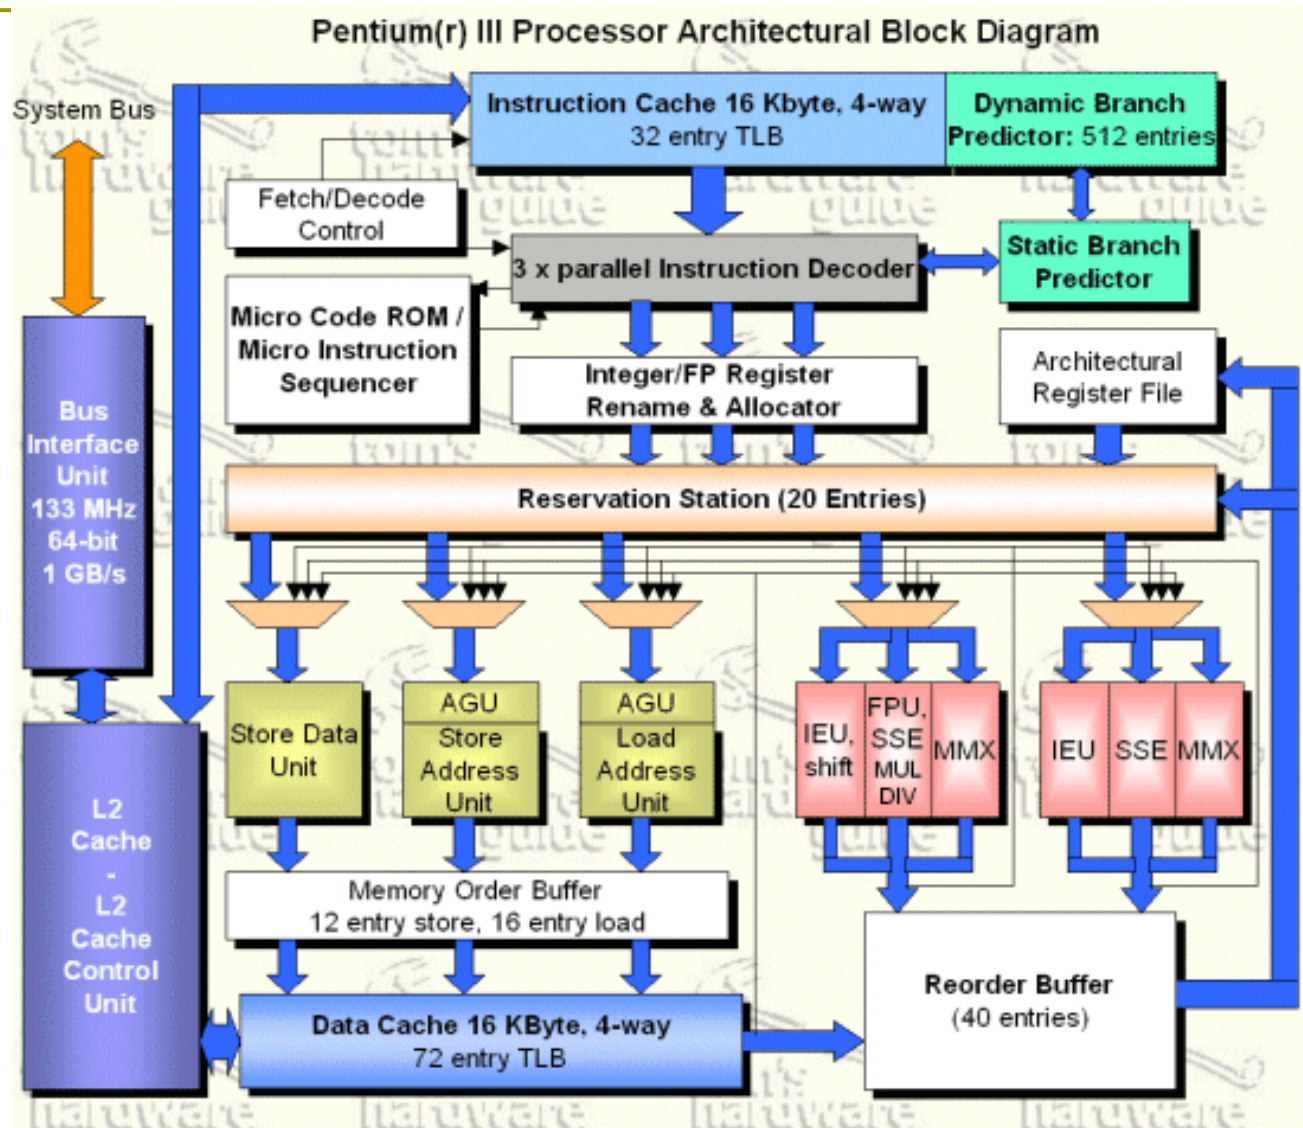 Pentium(r) III Processor Architectural Block Diagram
System Bus
Instruction Cache 16 Kbyte, 4-way
32 entry TLB
Dynamic Branch
Predictor: 512 entries
Fetch/Decode
Control
3 x parallel Instruction Decoder
Static Branch
Predictor
Micro Code ROM /
Micro Instruction
Sequencer
Integer/FP Register
Rename & Allocator
Architectural
Register File
Bus
Interface
Unit
133 MHz
64-bit
1 GB/s
Reservation Station (20 Entries)
Store Data
Unit
AGU
Store
Address
Unit
AGU
Load
Address
Unit
IEU,
shift
FPU,
SSE
MUL
DIV
MMX
IEU
SSE
MMX
L2
Cache
-
L2
Cache
Control
Unit
Memory Order Buffer
12 entry store, 16 entry load
Reorder Buffer
(40 entries)
Data Cache 16 KByte, 4-way
72 entry TLB
tom's
hardware
guide